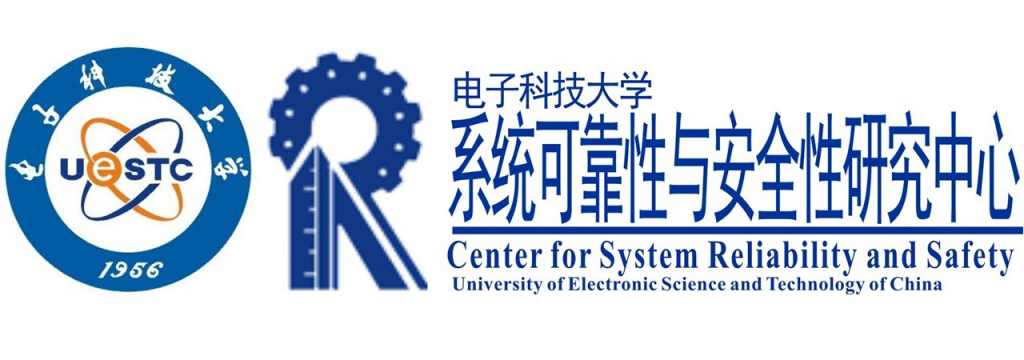 电子科技大学
UeSTC
1956
R
电子科技大学
系统可靠性与安全性研究中心
Center for System Reliability and Safety
University of Electronic Science and Technology of China